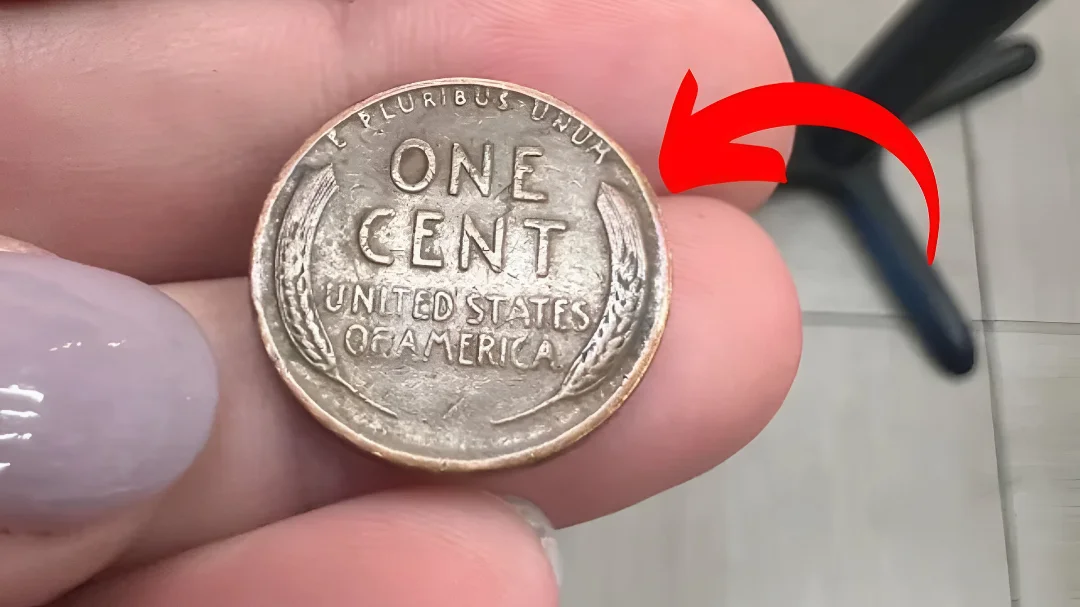 E PLURIBUS UNUM
ONE
CENT
UNITED STATES
OF AMERICA